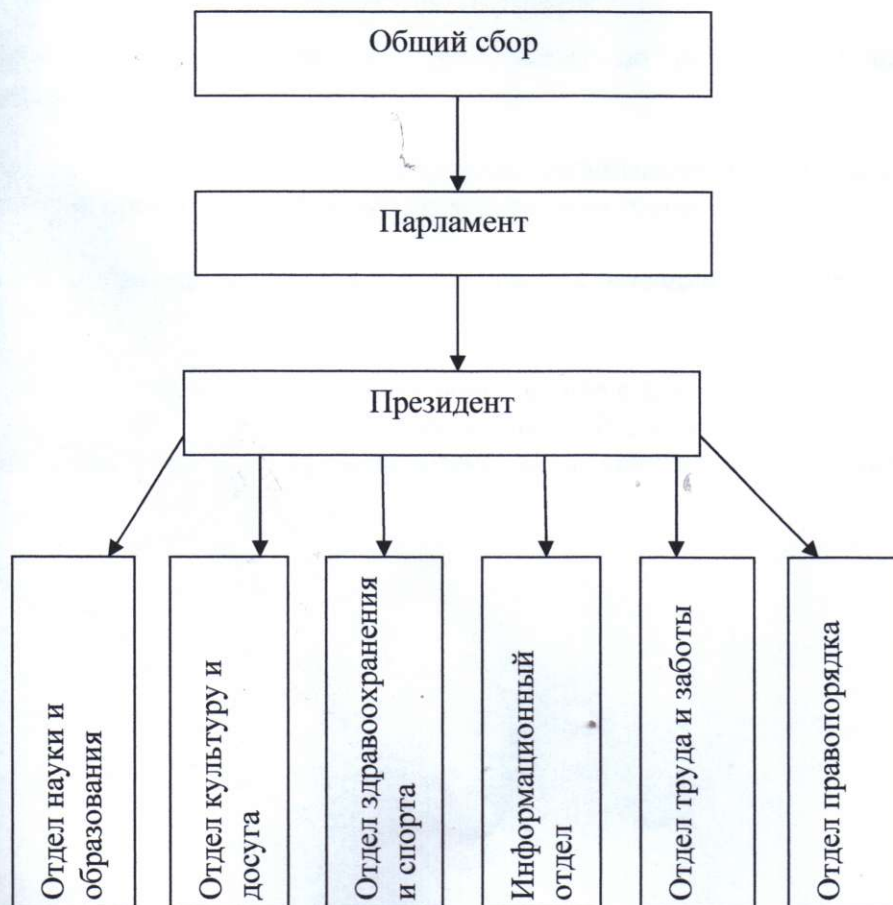 Общий сбор
Парламент
Президент
Отдел науки и
образования
Отдел культуру и
досуга
Отдел здравоохранения
и спорта
Информационный
отдел
Отдел труда и заботы
Отдел правопорядка